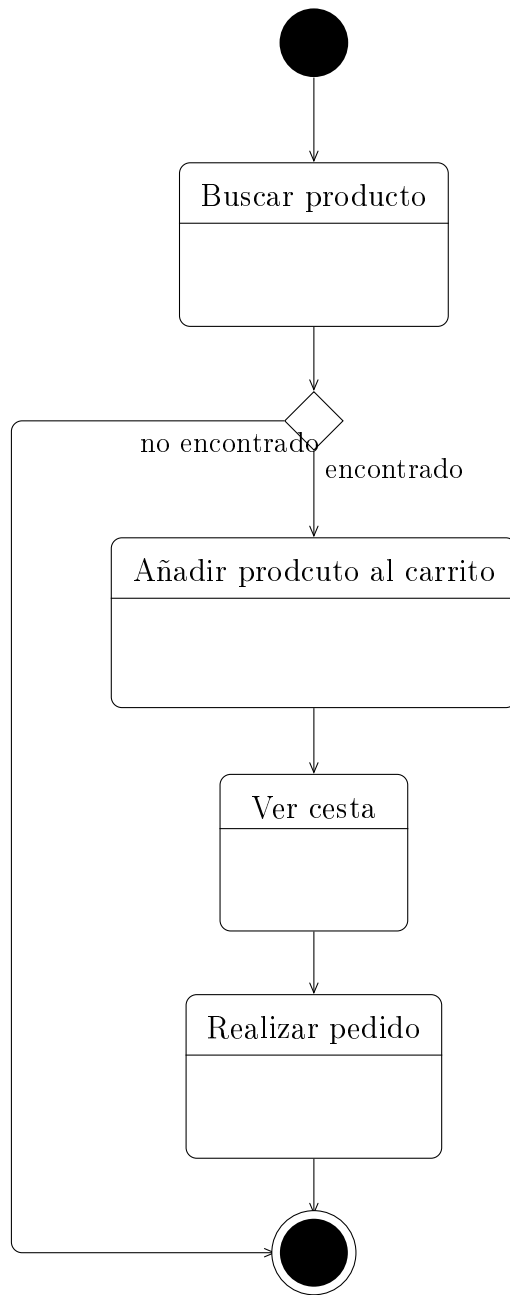 Buscar producto
no encontrado
encontrado
Añadir prodcuto al carrito
Ver cesta
Realizar pedido